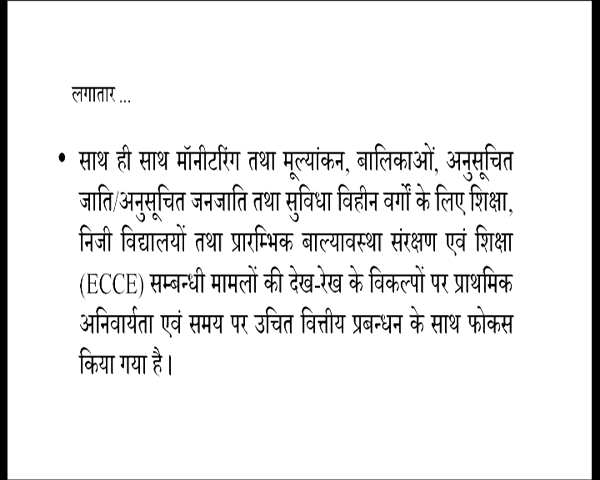 लगातार ...
• साथ ही साथ मॉनीटरिंग तथा मूल्यांकन, बालिकाओं, अनुसूचित
जाति/अनुसूचित जनजाति तथा सुविधा विहीन वर्गों के लिए शिक्षा,
निजी विद्यालयों तथा प्रारम्भिक बाल्यावस्था संरक्षण एवं शिक्षा
(ECCE) सम्बन्धी मामलों की देख-रेख के विकल्पों पर प्राथमिक
अनिवार्यता एवं समय पर उचित वित्तीय प्रबन्धन के साथ फोकस
किया गया है।